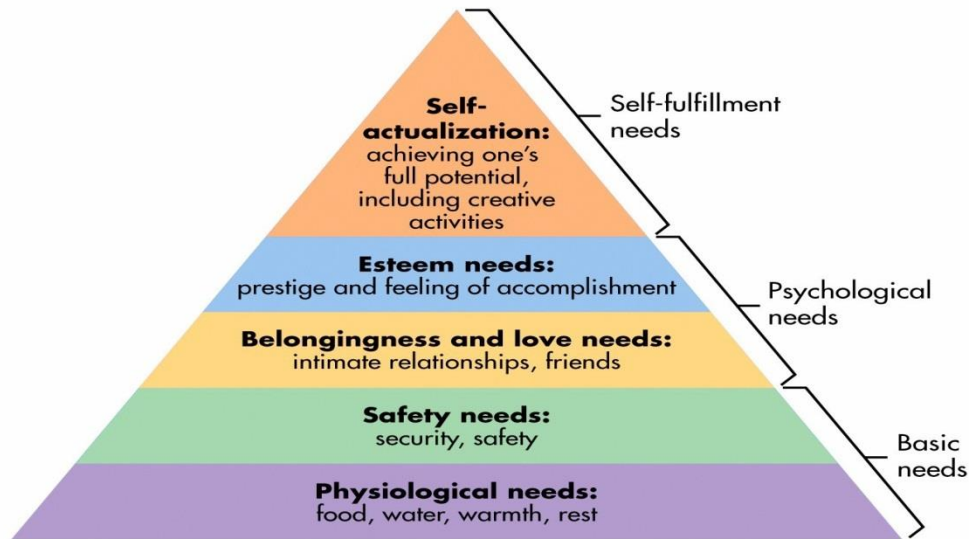 Self-
actualization:
achieving one's
full potential,
including creative
activities
Self-fulfillment
needs
Esteem needs:
prestige and feeling of accomplishment
Psychological
needs
Belongingness and love needs:
intimate relationships, friends
Safety needs:
security, safety
Basic
needs
Physiological needs:
food, water, warmth, rest